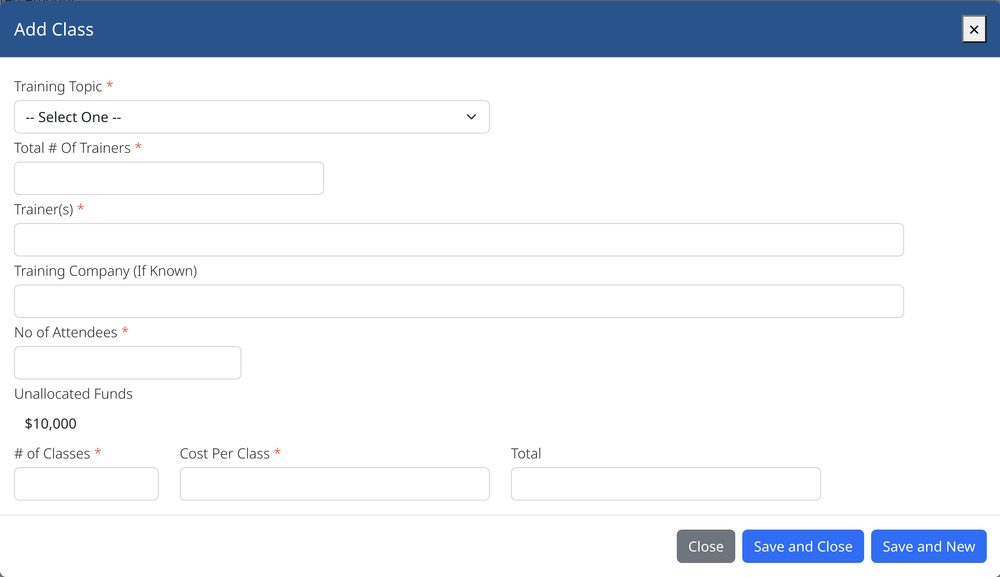 Add Class
Training Topic *
-- Select One --
Total # Of Trainers *
Trainer(s) *
Training Company (If Known)
No of Attendees *
Unallocated Funds
$10,000
# of Classes * Cost Per Class * Total
Close Save and Close Save and New